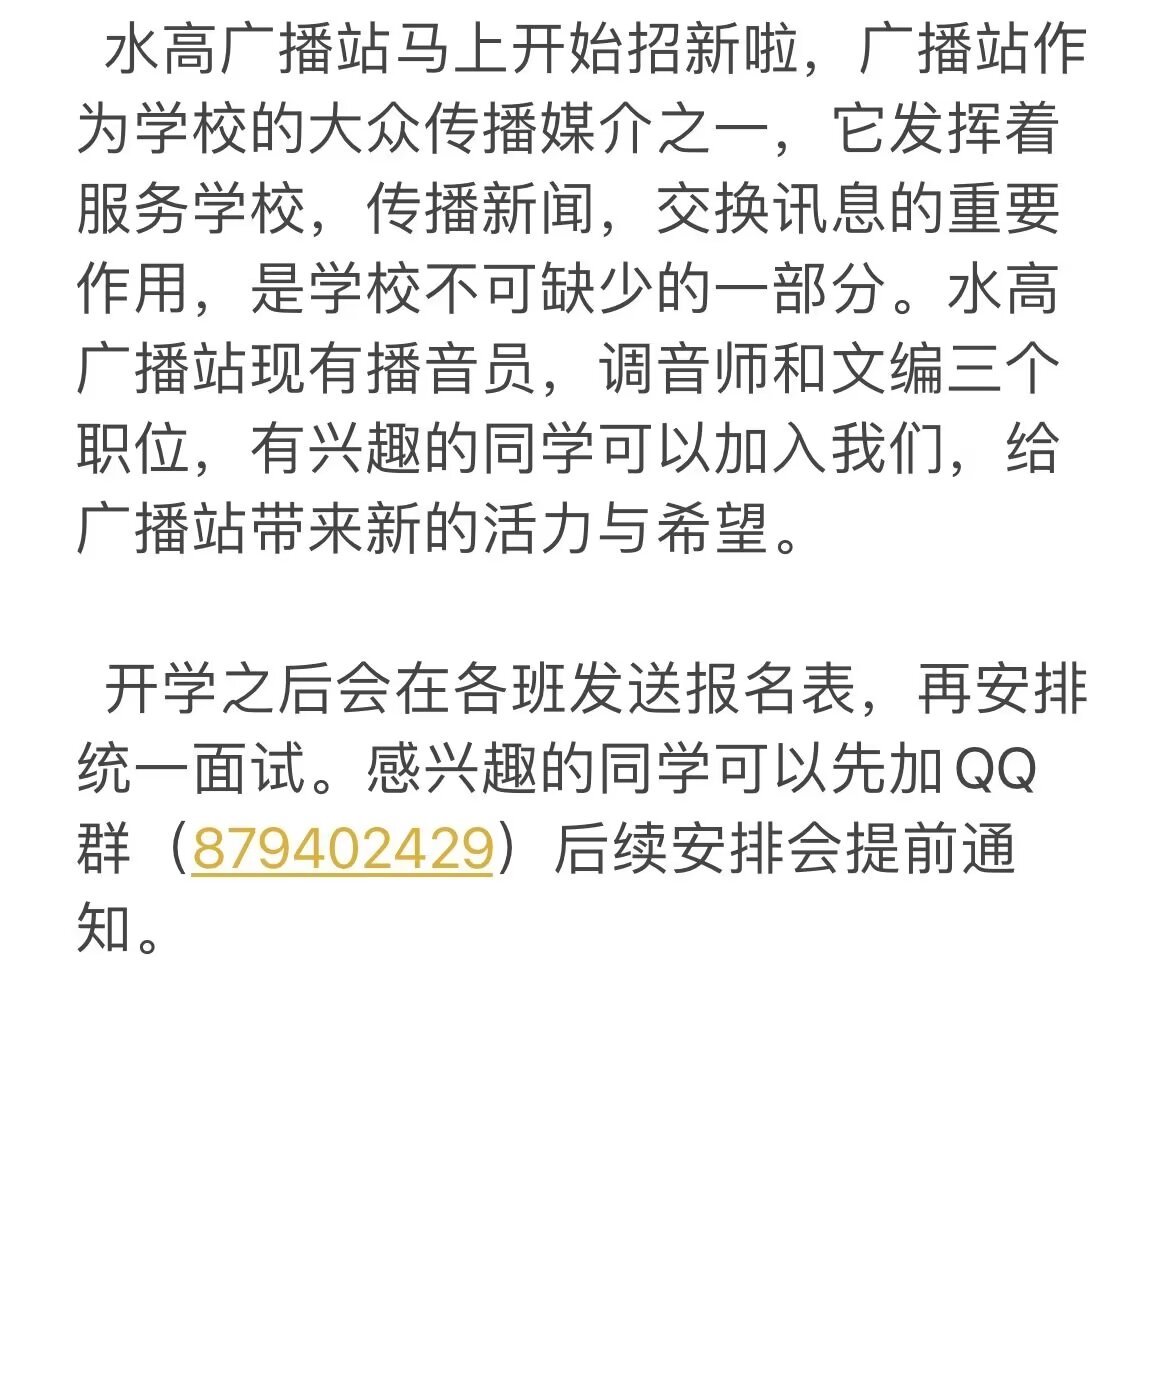 水高广播站马上开始招新啦，广播站作
为学校的大众传播媒介之一，它发挥着
服务学校，传播新闻，交换讯息的重要
作用，是学校不可缺少的一部分。水高
广播站现有播音员，调音师和文编三个
职位，有兴趣的同学可以加入我们，给
广播站带来新的活力与希望。
开学之后会在各班发送报名表，再安排
统一面试。感兴趣的同学可以先加QQ
群（879402429）后续安排会提前通
知。